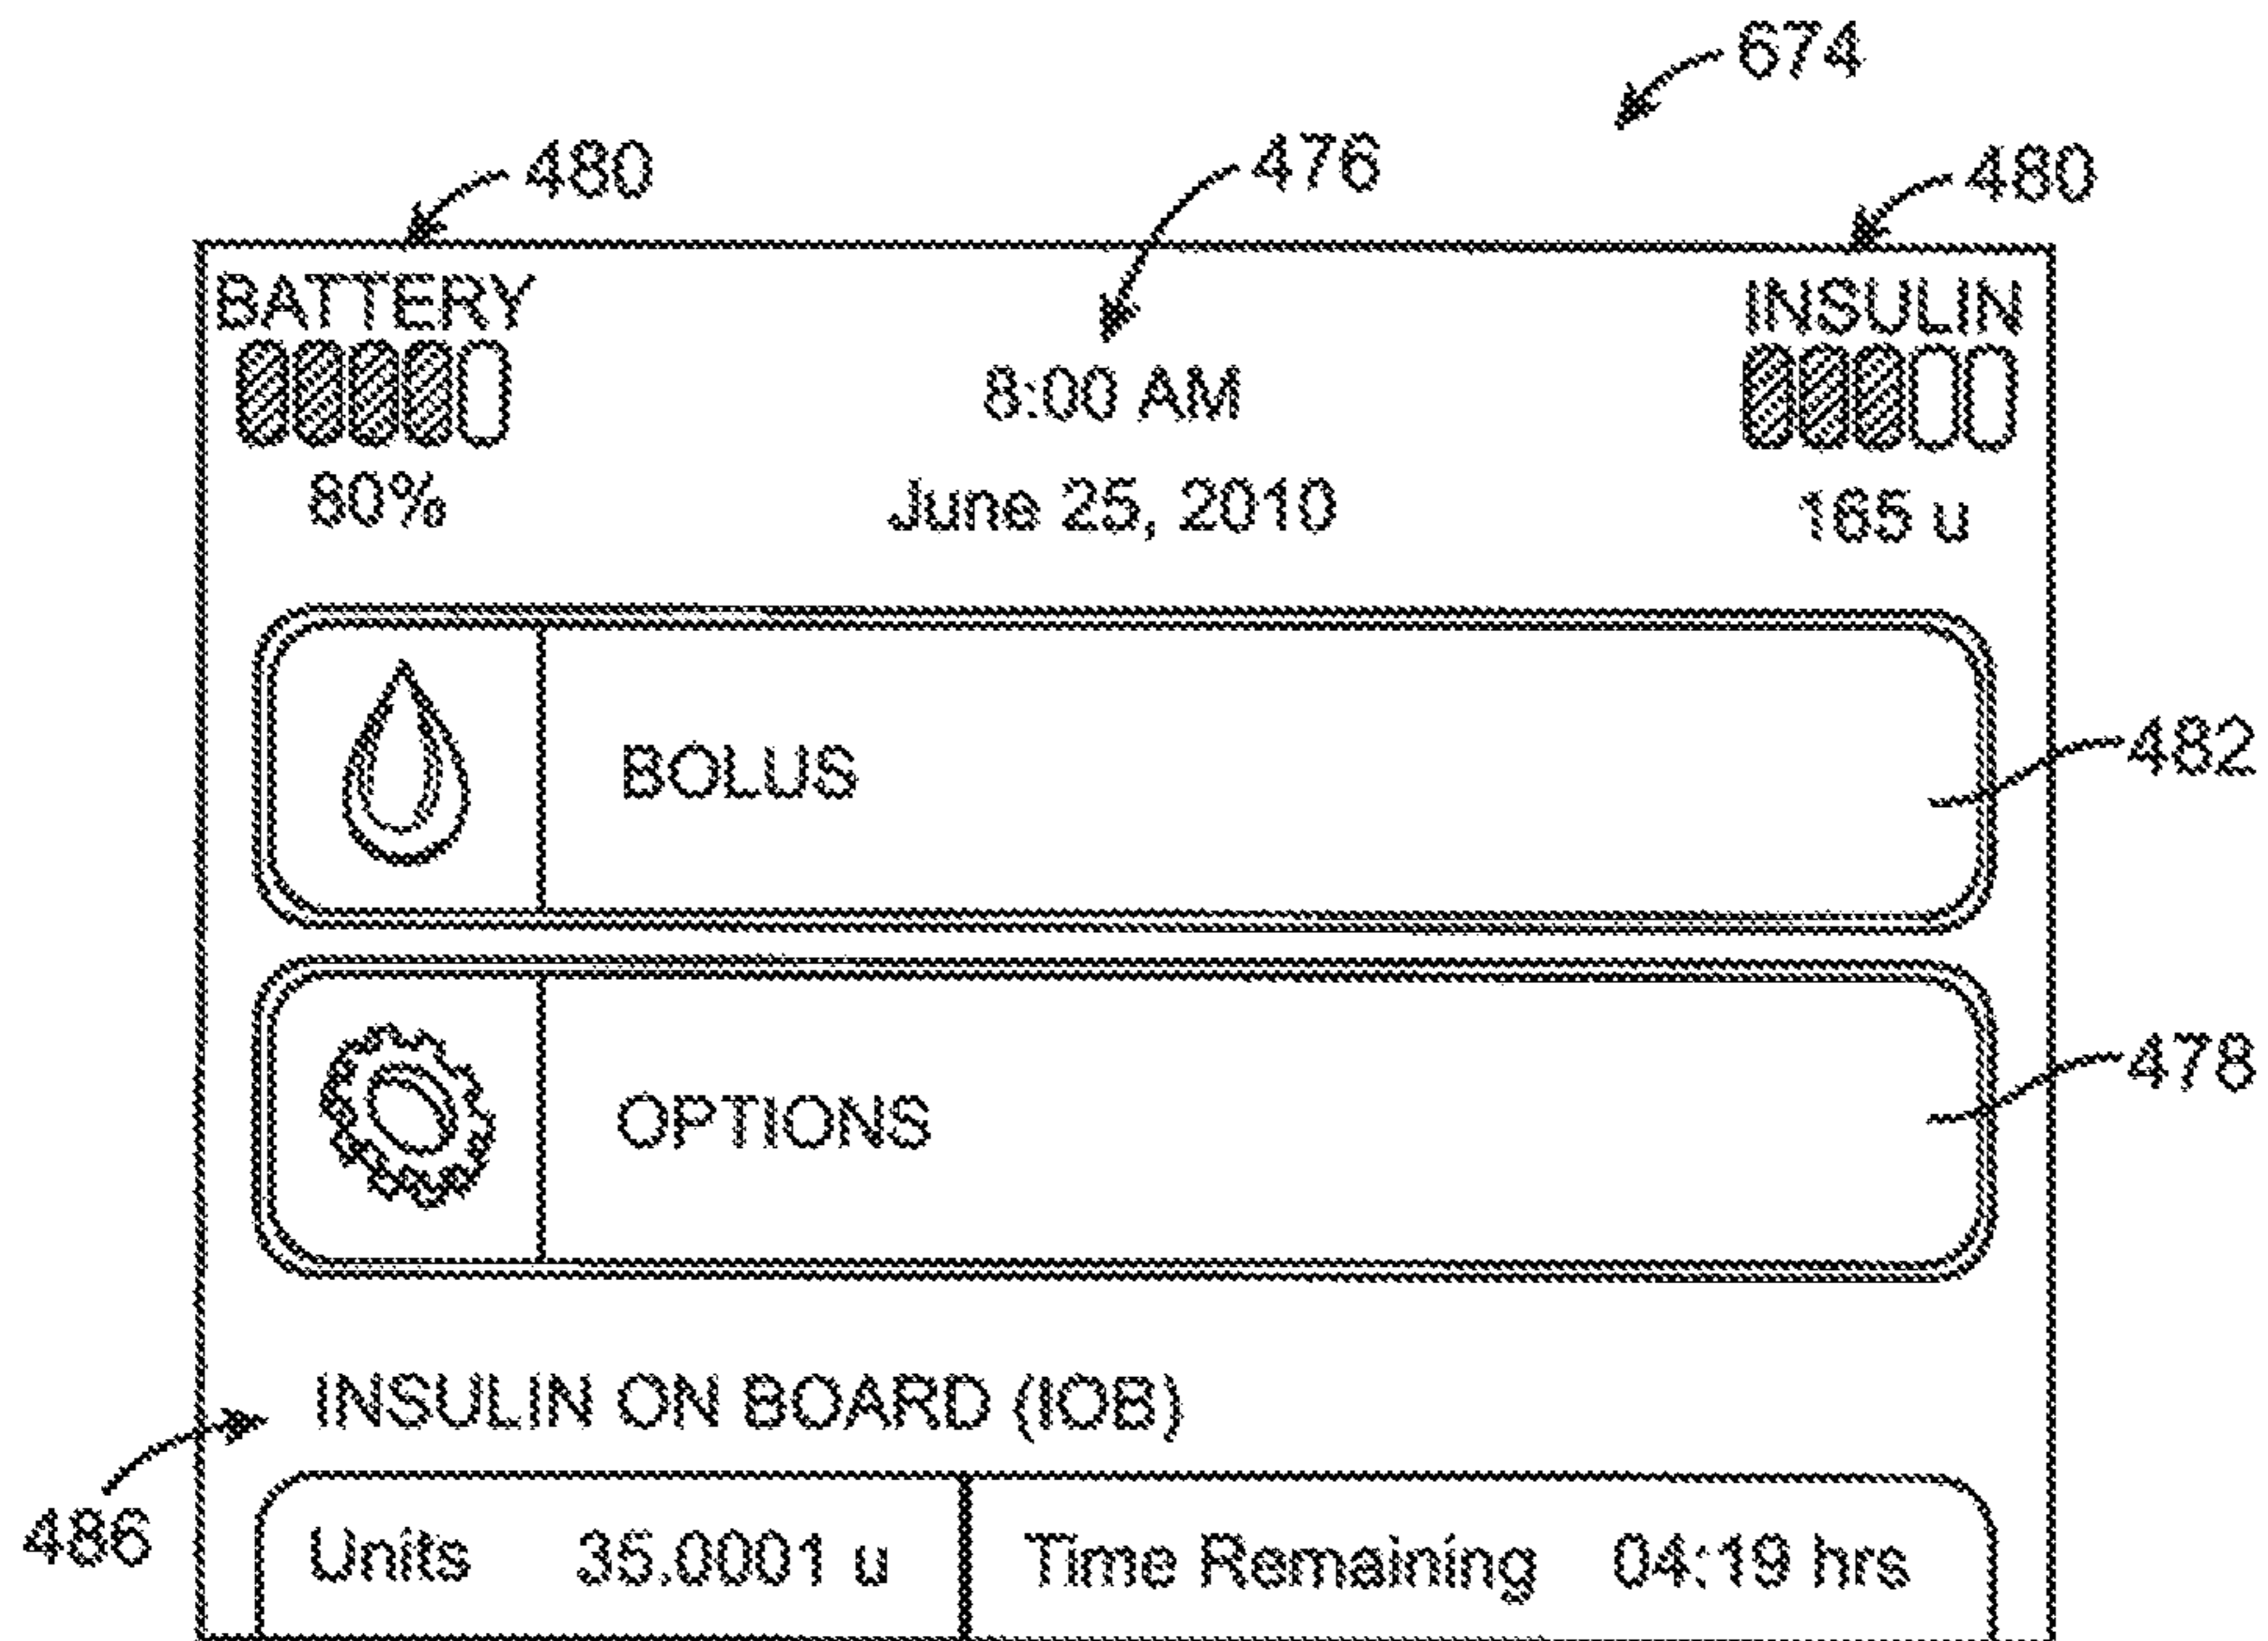 674
480
476
480
BATTERY
INSULIN
8:00 AM
80%
June 25, 2010
165 u
BOLUS
482
OPTIONS
478
INSULIN ON BOARD (IOB)
486
Units 35.0001 u
Time Remaining 04:19 hrs